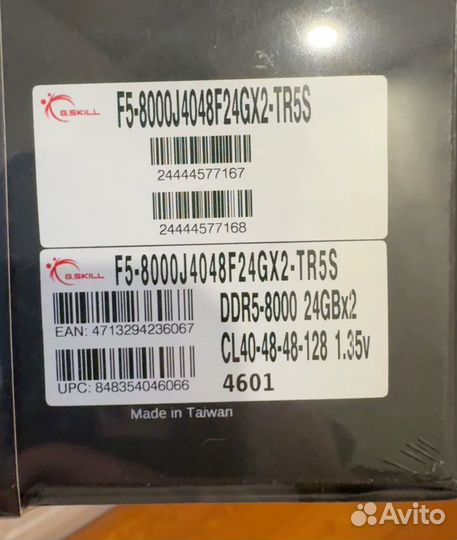 G.SKILL
F5-8000J4048F24GX2-TR5S
24444577167
24444577168
G.SKILL
F5-8000J4048F24GX2-TR5S
DDR5-8000 24GBx2
EAN: 4713294236067
CL40-48-48-128 1.35v
UPC: 848354046066
4601
Made in Taiwan
Avito